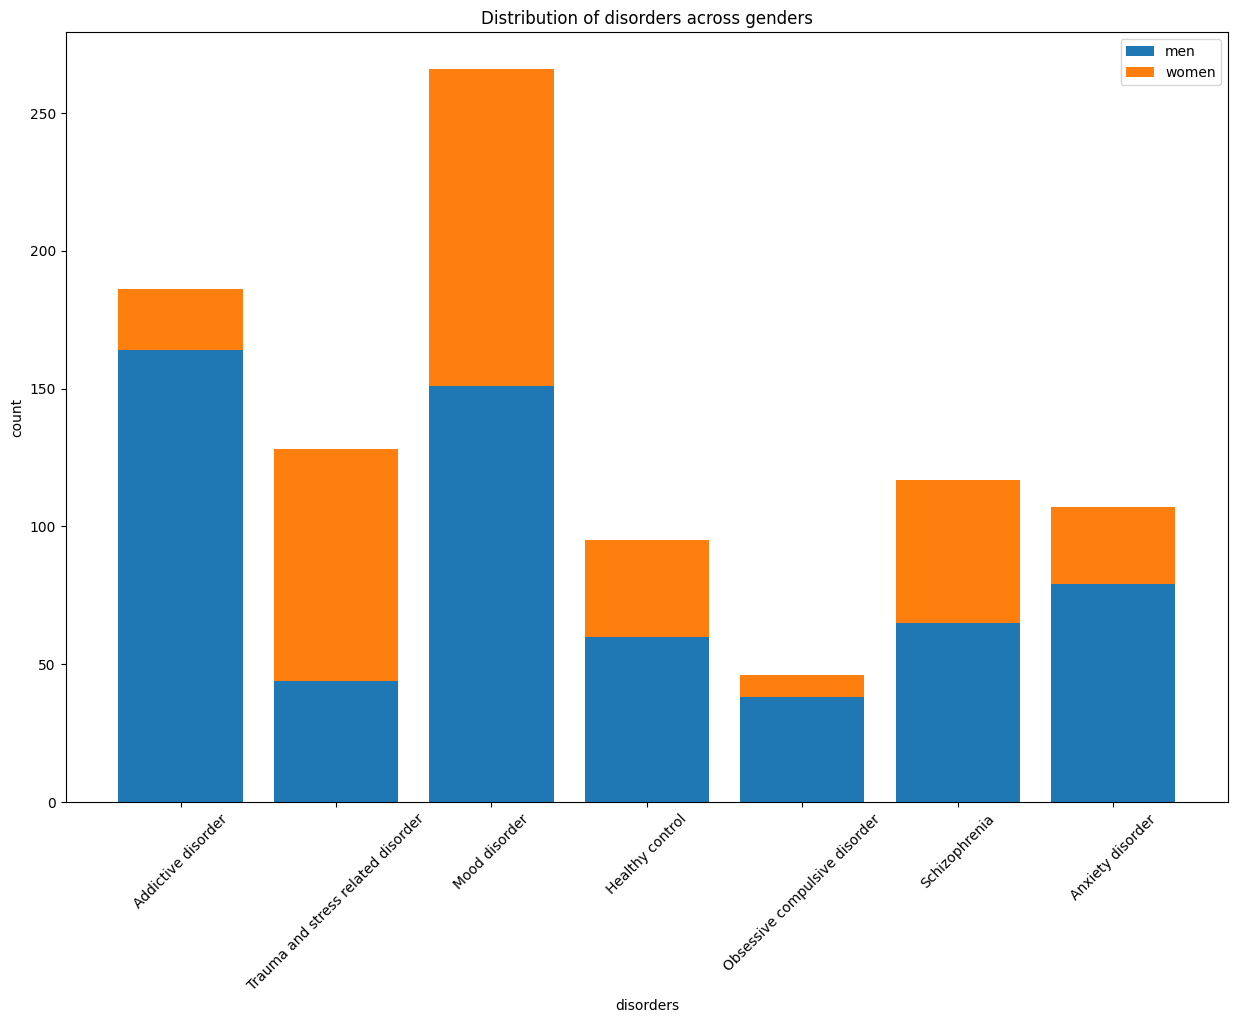 Distribution of disorders across genders
men
women
count
250
200
150
100
50
0
Addictive disorder
Trauma and stress related disorder
Mood disorder
Healthy control
Obsessive compulsive disorder
Schizophrenia
Anxiety disorder
disorders